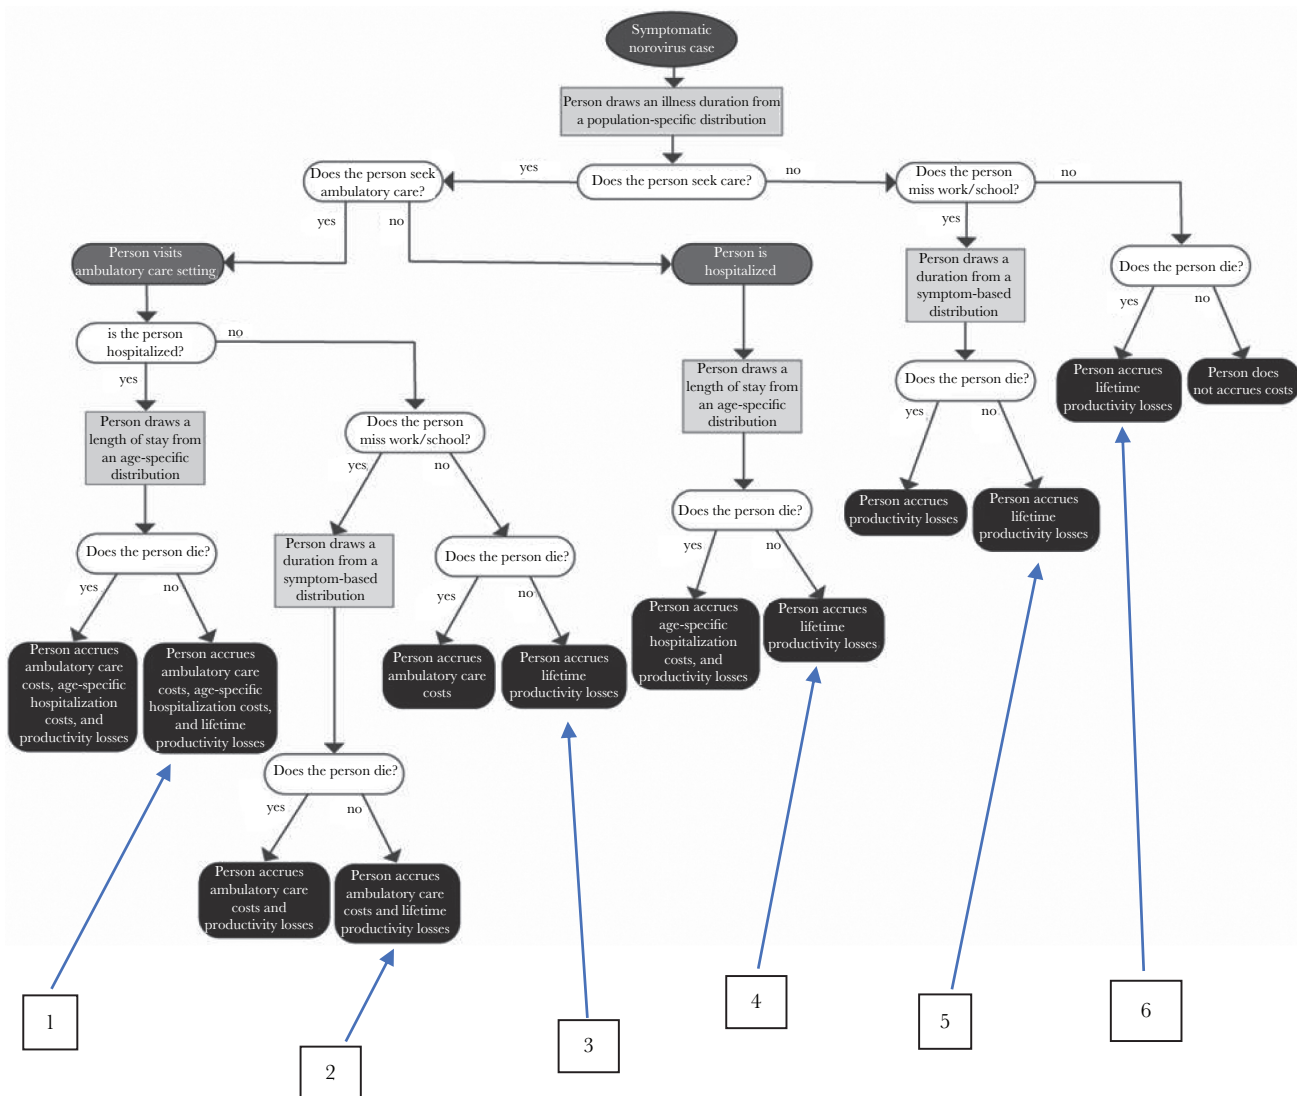 Symptomatic
norovirus case
Person draws an illness duration from
a population-specific distribution
Does the person seek care?
yes
no
Does the person seek
ambulatory care?
yes
no
Does the person
miss work/school?
yes
no
Person visits
ambulatory care setting
Person is
hospitalized
Person draws a
duration from a
symptom-based
distribution
Does the person die?
yes
no
is the person
hospitalized?
yes
no
Person draws a
length of stay from
an age-specific
distribution
Does the person die?
yes
no
Person accrues
lifetime
productivity losses
Person does
not accrues costs
Person draws a
length of stay from
an age-specific
distribution
Does the person
miss work/school?
yes
no
Person accrues
productivity losses
Person accrues
lifetime
productivity losses
Does the person die?
yes
no
Does the person die?
yes
no
Person draws a
duration from a
symptom-based
distribution
Does the person die?
yes
no
Person accrues
age-specific
hospitalization
costs, and
productivity losses
Person accrues
lifetime
productivity losses
Person accrues
ambulatory care
costs, age-specific
hospitalization
costs, and
productivity losses
Person accrues
ambulatory care
costs, age-specific
hospitalization costs,
and lifetime
productivity losses
Person accrues
ambulatory care
costs
Person accrues
lifetime
productivity losses
Does the person die?
yes
no
Person accrues
ambulatory care
costs and
productivity losses
Person accrues
ambulatory care
costs and lifetime
productivity losses
1
2
3
4
5
6